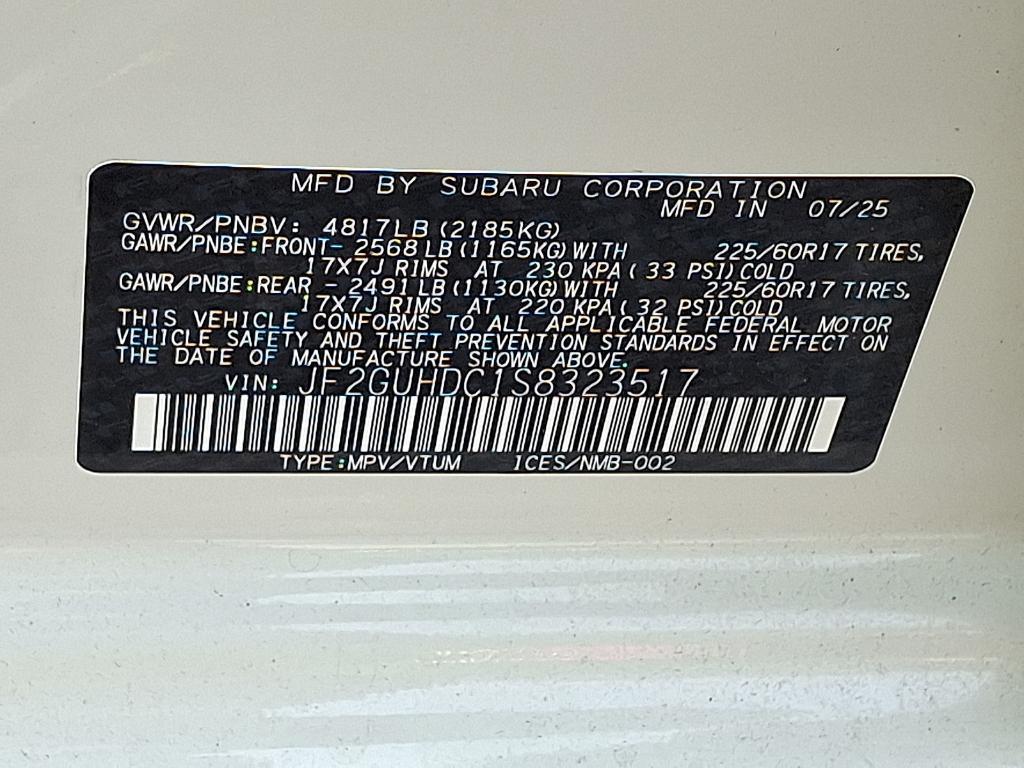 MFD BY SUBARU CORPORATION
MFD IN 07/25
GVWR/PNBV: 4817LB (2185KG)
GAWR/PNBE:FRONT- 2568 LB (1165KG)WITH 225/60R17 TIRES,
17X7J RIMS AT 230 KPA( 33 PSI)COLD
GAWR/PNBE:REAR - 2491 LB (1130KG)WITH 225/60R17 TIRES,
17X7J RIMS AT 220 KPA( 32 PSI)COLD
THIS VEHICLE CONFORMS TO ALL APPLICABLE FEDERAL MOTOR
VEHICLE SAFETY AND THEFT PREVENTION STANDARDS IN EFFECT ON
THE DATE OF MANUFACTURE SHOWN ABOVE.
VIN: JF2GUHDC1S8323517
TYPE:MPV/VTUM ICES/NMB-002